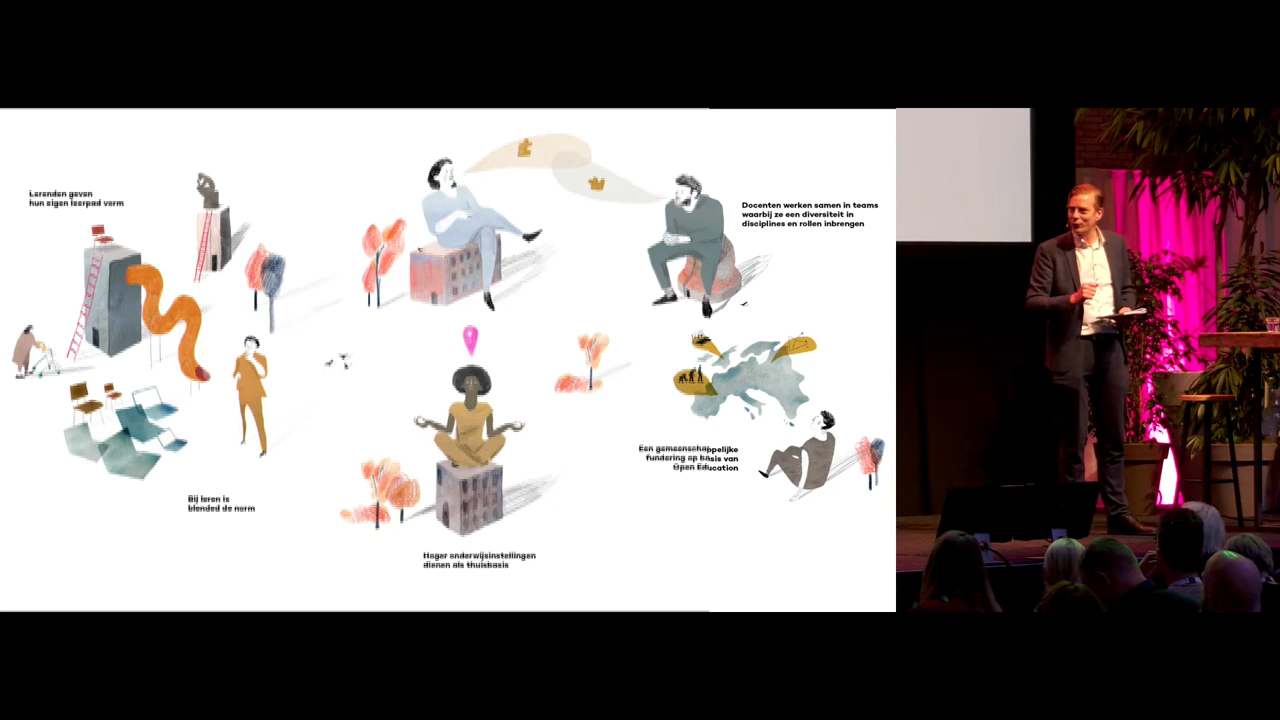 Lerenden geven
hun eigen leerpad vorm
Docenten werken samen in teams
waarbij ze een diversiteit in
disciplines en rollen inbrengen
Een gemeenschappelijke
fundering op basis van
Open Education
Bij leren is
blended de norm
Hoger onderwijsinstellingen
dienen als thuisbasis